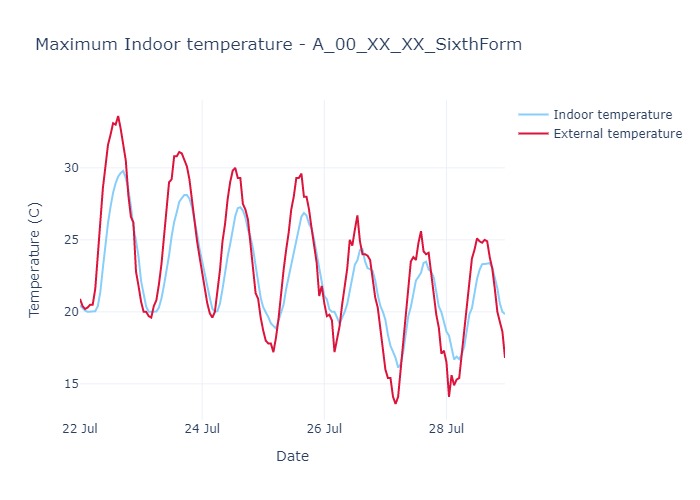 Maximum Indoor temperature - A_00_XX_XX_SixthForm
Indoor temperature
External temperature
Temperature (C)
30
25
20
15
22 Jul
24 Jul
26 Jul
28 Jul
Date